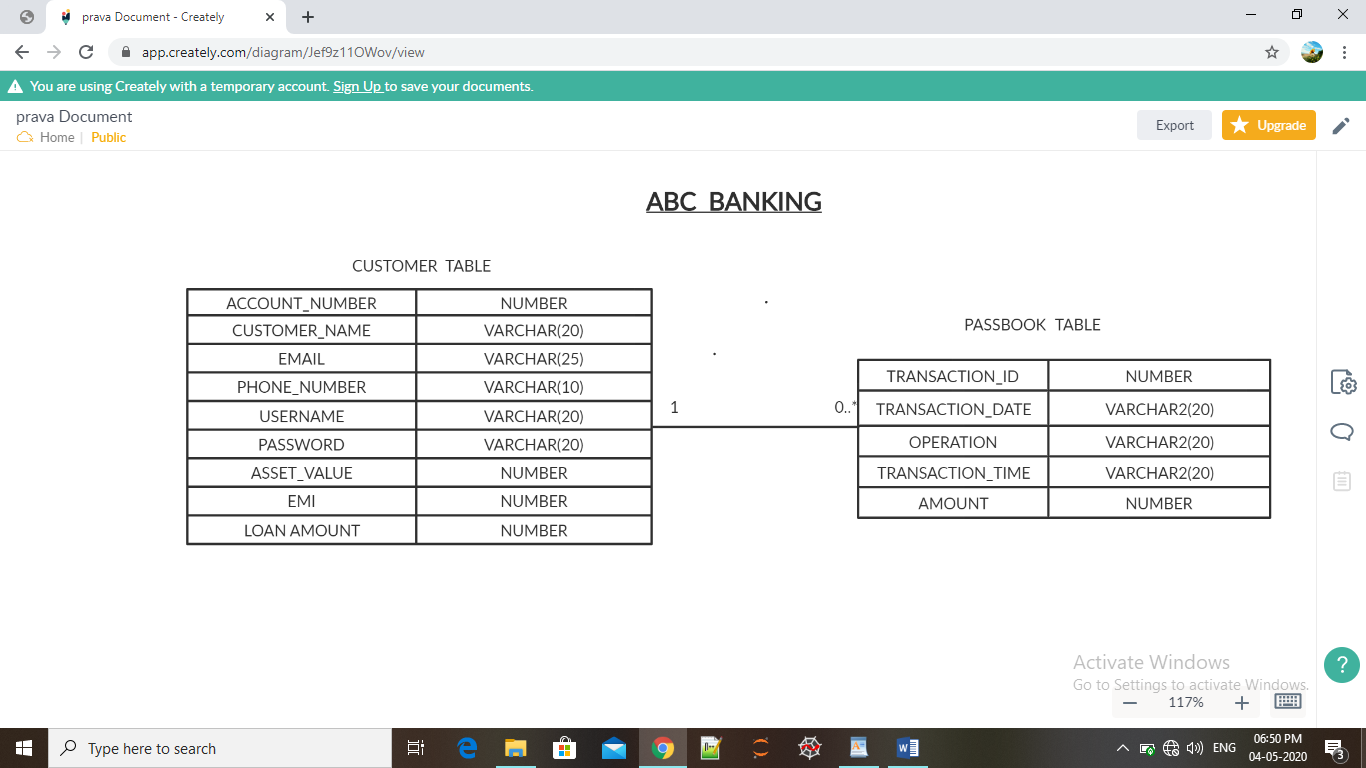 prava Document - Creately
app.creately.com/diagram/Jef9z11OWov/view
You are using Creately with a temporary account. Sign Up to save your documents.
prava Document
Home | Public
Export
Upgrade
ABC BANKING
CUSTOMER TABLE
ACCOUNT_NUMBER NUMBER
CUSTOMER_NAME VARCHAR(20)
EMAIL VARCHAR(25)
PHONE_NUMBER VARCHAR(10)
USERNAME VARCHAR(20)
PASSWORD VARCHAR(20)
ASSET_VALUE NUMBER
EMI NUMBER
LOAN AMOUNT NUMBER
1
0..*
PASSBOOK TABLE
TRANSACTION_ID NUMBER
TRANSACTION_DATE VARCHAR2(20)
OPERATION VARCHAR2(20)
TRANSACTION_TIME VARCHAR2(20)
AMOUNT NUMBER
Activate Windows
Go to Settings to activate Windows.
117%
?
Type here to search
ENG
06:50 PM
04-05-2020
3